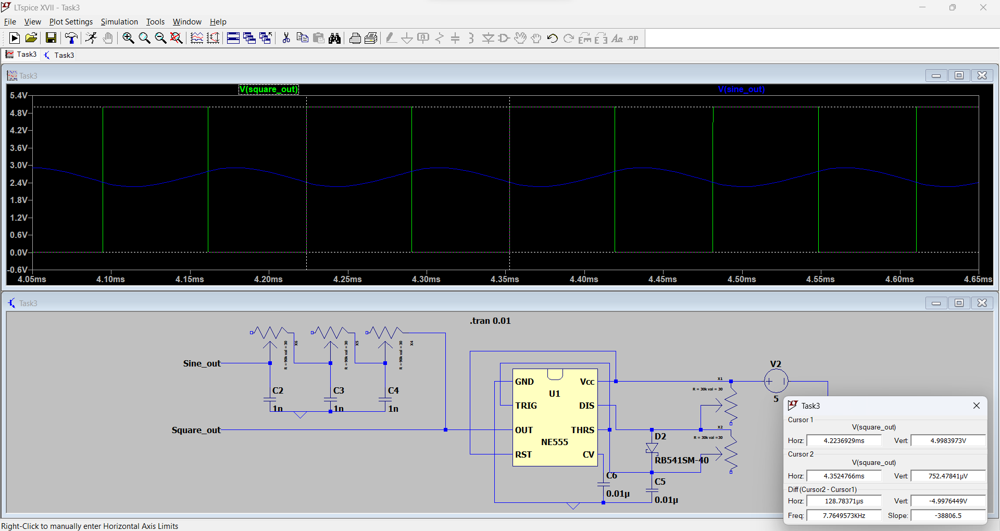 LTspice XVII - Task3
File View Plot Settings Simulation Tools Window Help
Task3 Task3
Task3
V(square_out) V(sine_out)
5.4V
4.8V
4.2V
3.6V
3.0V
2.4V
1.8V
1.2V
0.6V
0.0V
-0.6V
4.05ms 4.10ms 4.15ms 4.20ms 4.25ms 4.30ms 4.35ms 4.40ms 4.45ms 4.50ms 4.55ms 4.60ms 4.65ms
Task3
.tran 0.01
R = 90k val = 30 X6
R = 90k val = 30 X5
R = 90k val = 30 X4
Sine_out
C2 C3 C4
1n 1n 1n
Square_out
GND Vcc
U1
TRIG DIS
OUT THRS
NE555
RST CV
V2
5
X1
R = 30k val = 30
X2
R = 30k val =30
D2
RB541SM-40
C6
0.01µ
C5
0.01µ
Task3
Cursor 1
V(square_out)
Horz: 4.2236929ms Vert: 4.9983973V
Cursor 2
V(square_out)
Horz: 4.3524766ms Vert: 752.47841µV
Diff (Cursor2 - Cursor1)
Horz: 128.78371µs Vert: -4.9976449V
Freq: 7.7649573KHz Slope: -38806.5
Right-Click to manually enter Horizontal Axis Limits